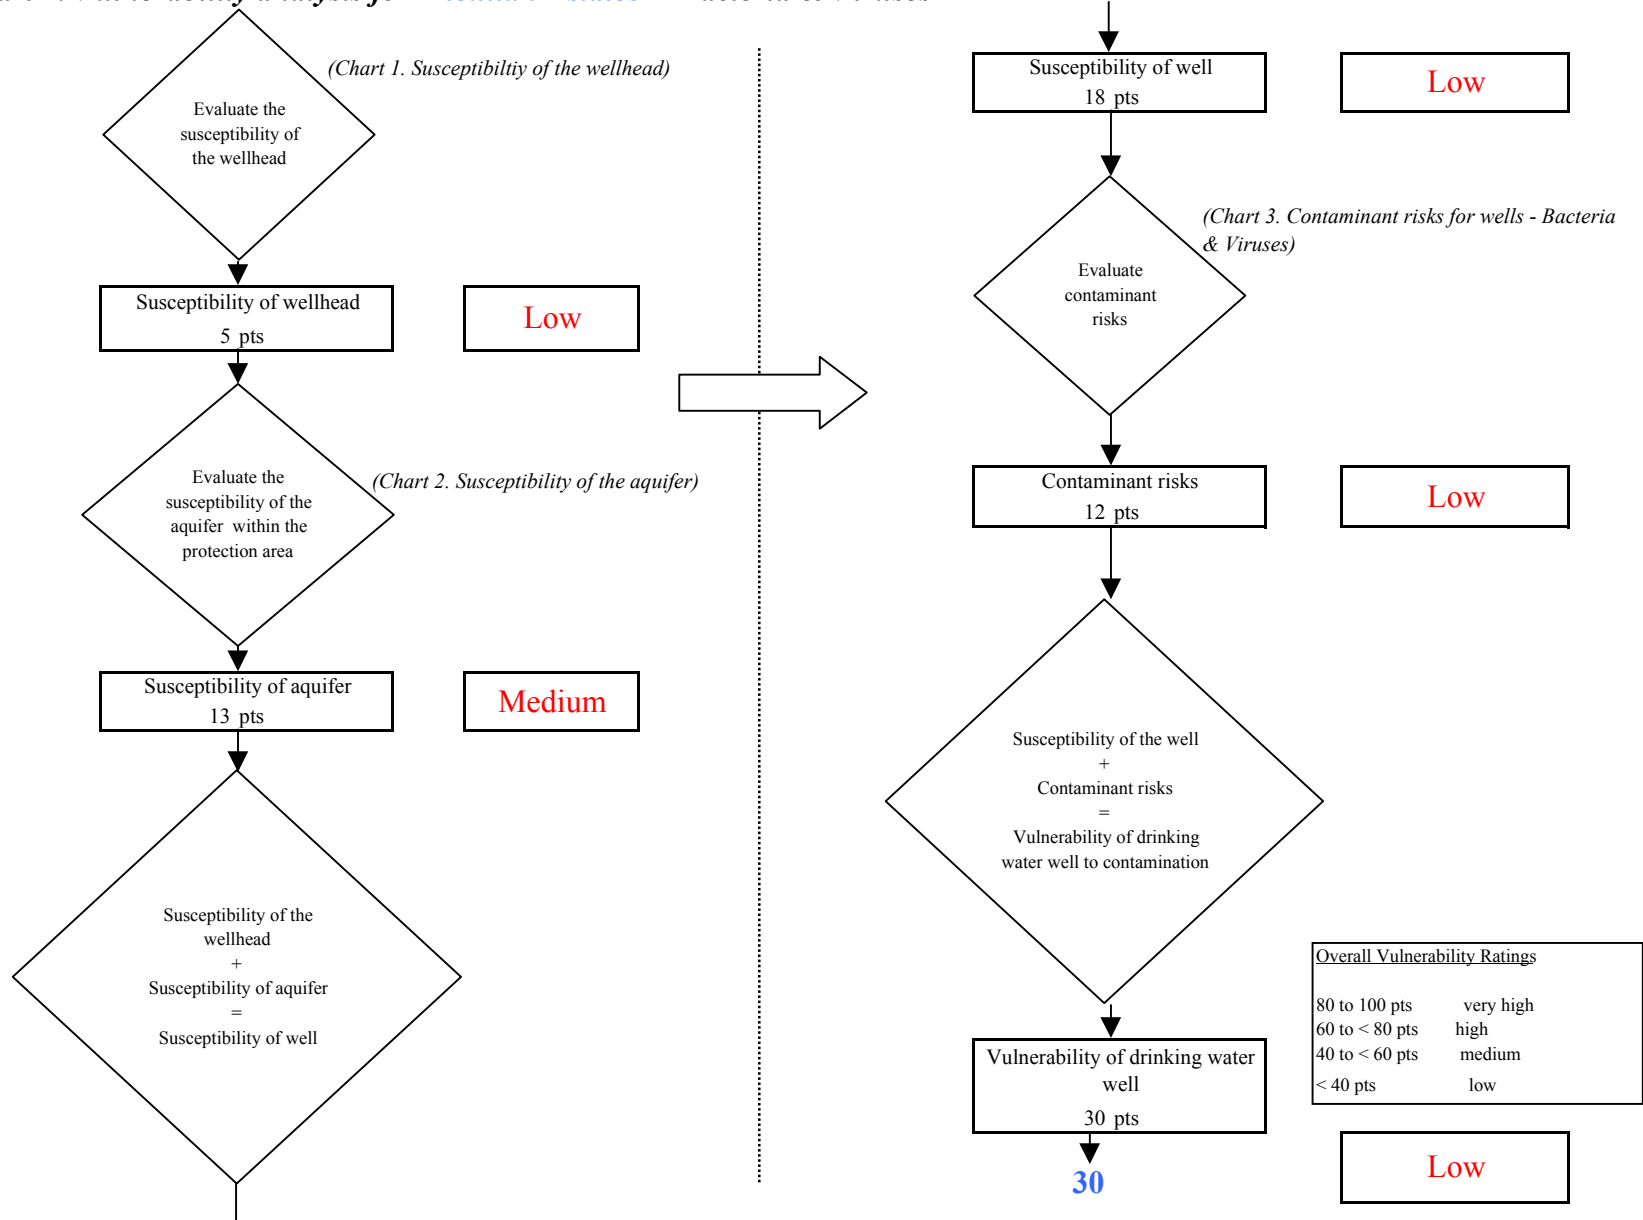 (Chart 1. Susceptibiltiy of the wellhead)
Evaluate the
susceptibility of
the wellhead
Susceptibility of wellhead
5 pts
Low
Evaluate the
susceptibility of the
aquifer within the
protection area
(Chart 2. Susceptibility of the aquifer)
Susceptibility of aquifer
13 pts
Medium
Susceptibility of the
wellhead
+
Susceptibility of aquifer
=
Susceptibility of well
Susceptibility of well
18 pts
Low
(Chart 3. Contaminant risks for wells - Bacteria
& Viruses)
Evaluate
contaminant
risks
Contaminant risks
12 pts
Low
Susceptibility of the well
+
Contaminant risks
=
Vulnerability of drinking
water well to contamination
Overall Vulnerability Ratings
80 to 100 pts very high
60 to < 80 pts high
40 to < 60 pts medium
< 40 pts low
Vulnerability of drinking water
well
30 pts
30
Low